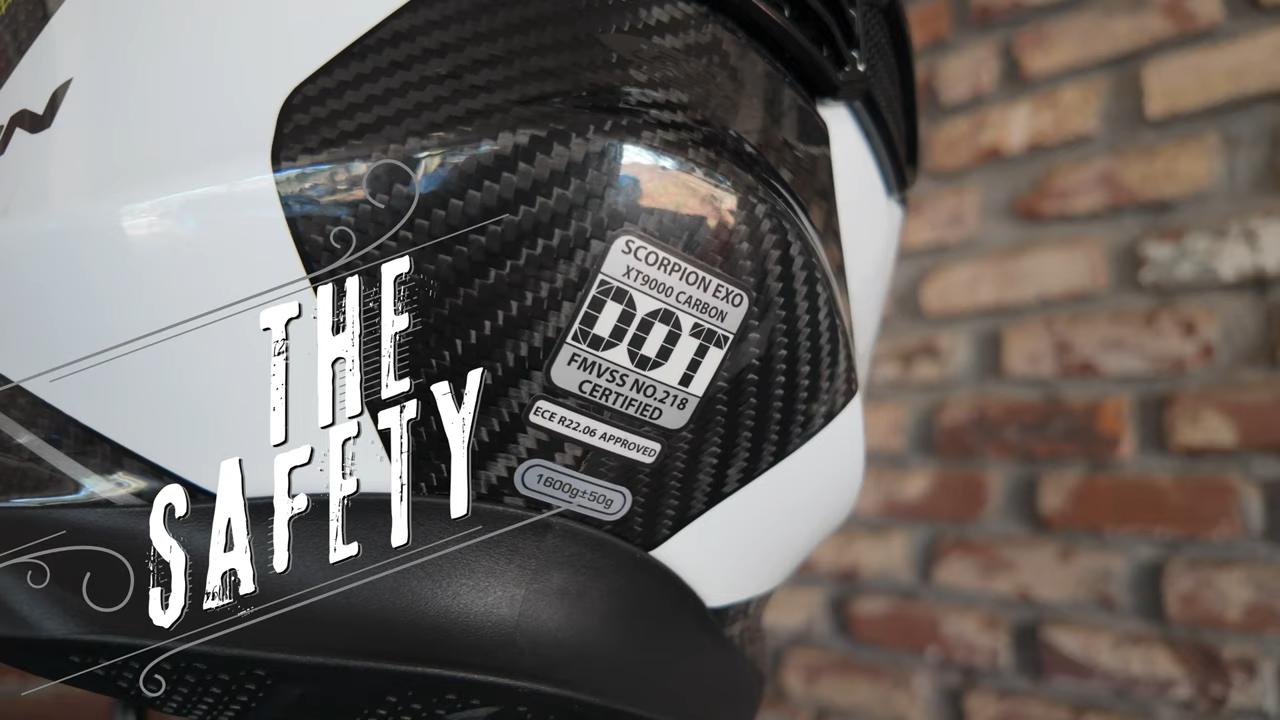 THE
SAFETY
SCORPION EXO
XT9000 CARBON
DOT
FMVSS NO.218
CERTIFIED
ECE R22.06 APPROVED
1600g±50g